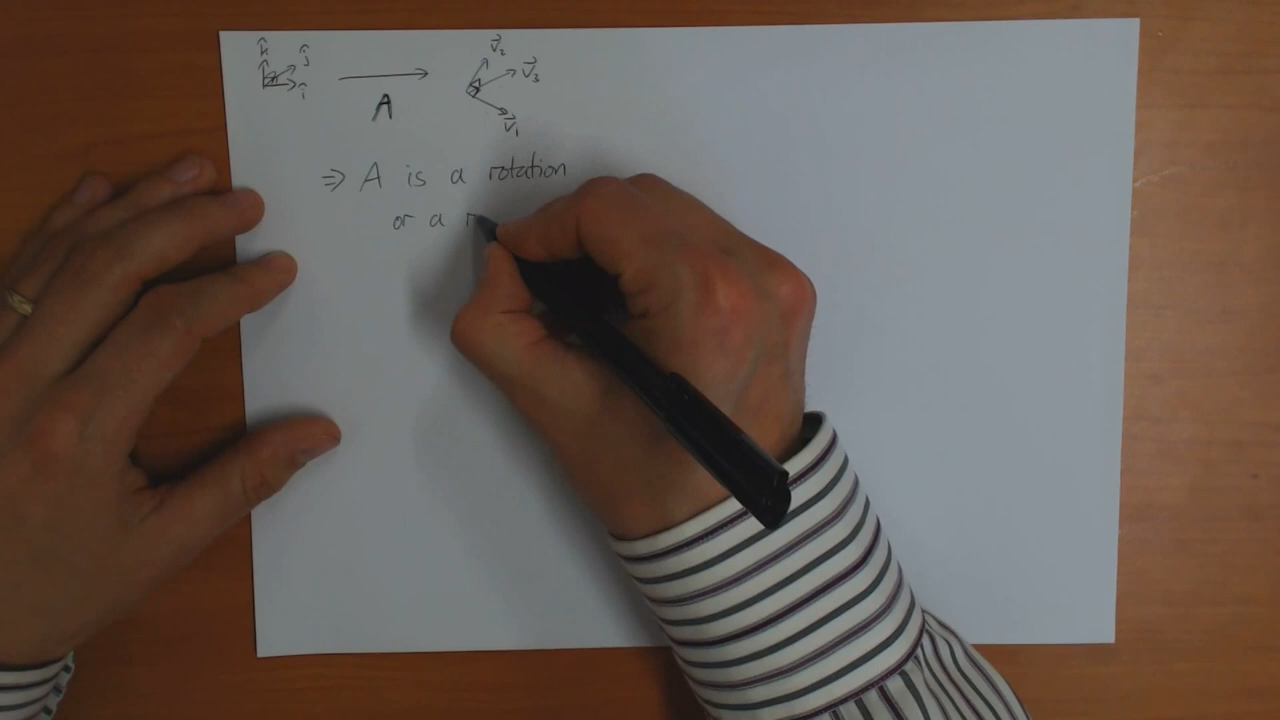 k̂ ĵ v⃗₂ v⃗₃
î A v⃗₁
⇒ A is a rotation
or a r